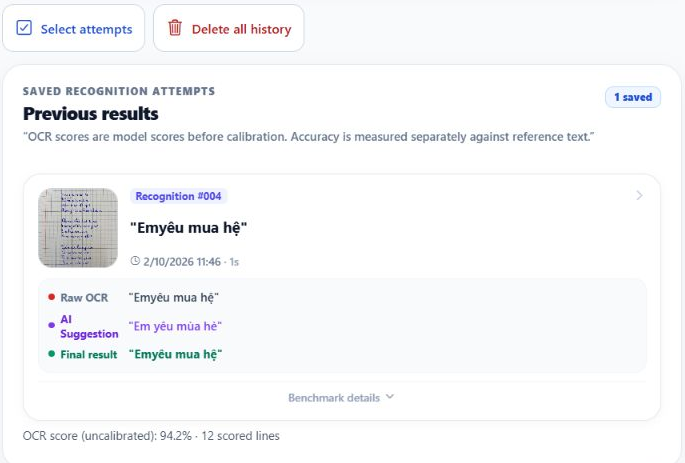 Select attempts
Delete all history
SAVED RECOGNITION ATTEMPTS
1 saved
Previous results
"OCR scores are model scores before calibration. Accuracy is measured separately against reference text."
Recognition #004
"Emyêu mua hệ"
2/10/2026 11:46 · 1s
Raw OCR "Emyêu mua hệ"
AI Suggestion "Em yêu mùa hè"
Final result "Emyêu mua hệ"
Benchmark details
OCR score (uncalibrated): 94.2% · 12 scored lines